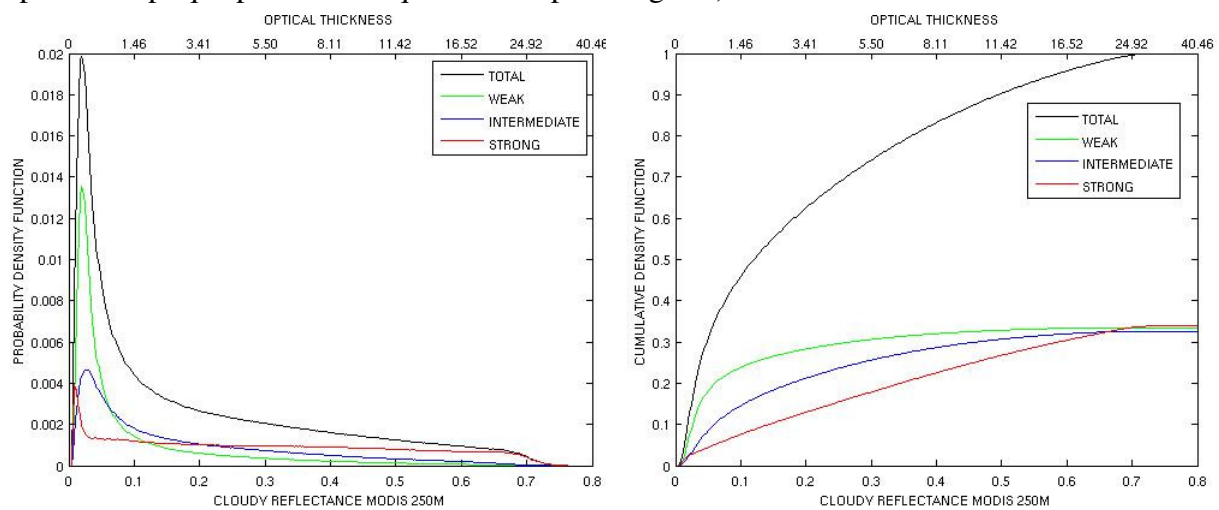 OPTICAL THICKNESS
0 1.46 3.41 5.50 8.11 11.42 16.52 24.92 40.46
0.02
0.018
0.016
0.014
0.012
0.01
0.008
0.006
0.004
0.002
0
PROBABILITY DENSITY FUNCTION
TOTAL
WEAK
INTERMEDIATE
STRONG
0 0.1 0.2 0.3 0.4 0.5 0.6 0.7 0.8
CLOUDY REFLECTANCE MODIS 250M
OPTICAL THICKNESS
0 1.46 3.41 5.50 8.11 11.42 16.52 24.92 40.46
1
0.9
0.8
0.7
0.6
0.5
0.4
0.3
0.2
0.1
0
CUMULATIVE DENSITY FUNCTION
TOTAL
WEAK
INTERMEDIATE
STRONG
0 0.1 0.2 0.3 0.4 0.5 0.6 0.7 0.8
CLOUDY REFLECTANCE MODIS 250M